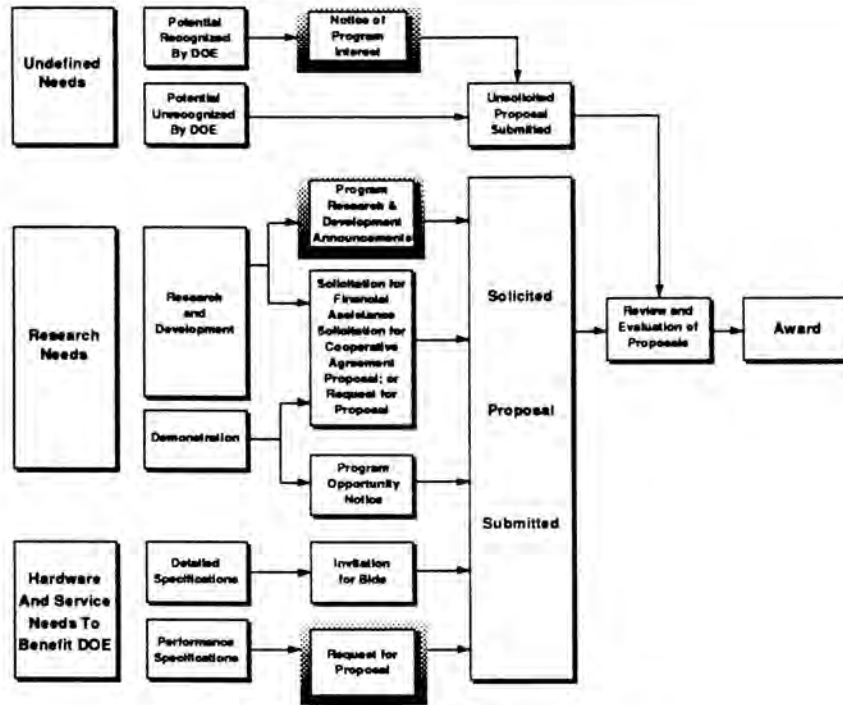 Undefined
Needs
Potential
Recognized
By DOE
Notice of
Program
Interest
Potential
Unrecognized
By DOE
Unsolicited
Proposal
Submitted
Research
Needs
Research
and
Development
Program
Research &
Development
Announcements
Solicitation for
Financial
Assistance
Solicitation for
Cooperative
Agreement
Proposal; or
Request for
Proposal
Demonstration
Program
Opportunity
Notice
Solicited
Proposal
Submitted
Review and
Evaluation of
Proposals
Award
Hardware
And Service
Needs To
Benefit DOE
Detailed
Specifications
Invitation
for Bids
Performance
Specifications
Request for
Proposal